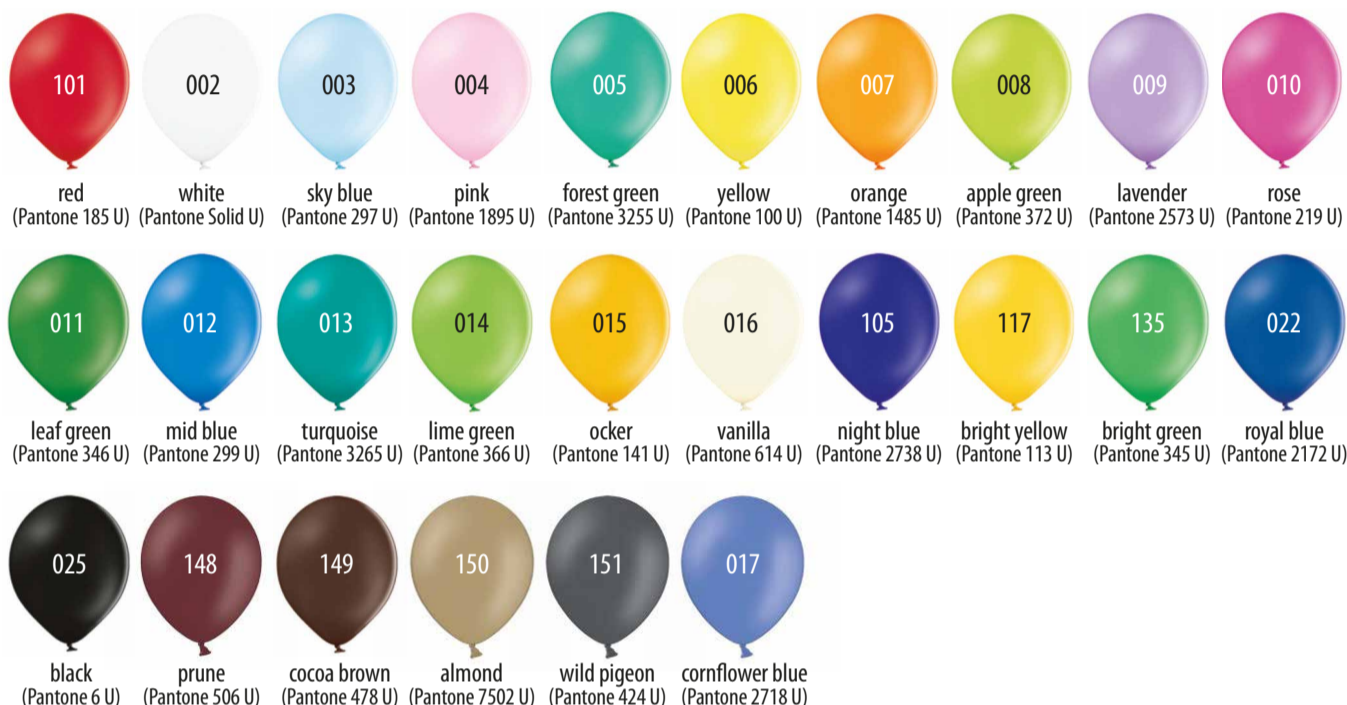 101 002 003 004 005 006 007 008 009 010
red white sky blue pink forest green yellow orange apple green lavender rose
(Pantone 185 U) (Pantone Solid U) (Pantone 297 U) (Pantone 1895 U) (Pantone 3255 U) (Pantone 100 U) (Pantone 1485 U) (Pantone 372 U) (Pantone 2573 U) (Pantone 219 U)
011 012 013 014 015 016 105 117 135 022
leaf green mid blue turquoise lime green ocker vanilla night blue bright yellow bright green royal blue
(Pantone 346 U) (Pantone 299 U) (Pantone 3265 U) (Pantone 366 U) (Pantone 141 U) (Pantone 614 U) (Pantone 2738 U) (Pantone 113 U) (Pantone 345 U) (Pantone 2172 U)
025 148 149 150 151 017
black prune cocoa brown almond wild pigeon cornflower blue
(Pantone 6 U) (Pantone 506 U) (Pantone 478 U) (Pantone 7502 U) (Pantone 424 U) (Pantone 2718 U)